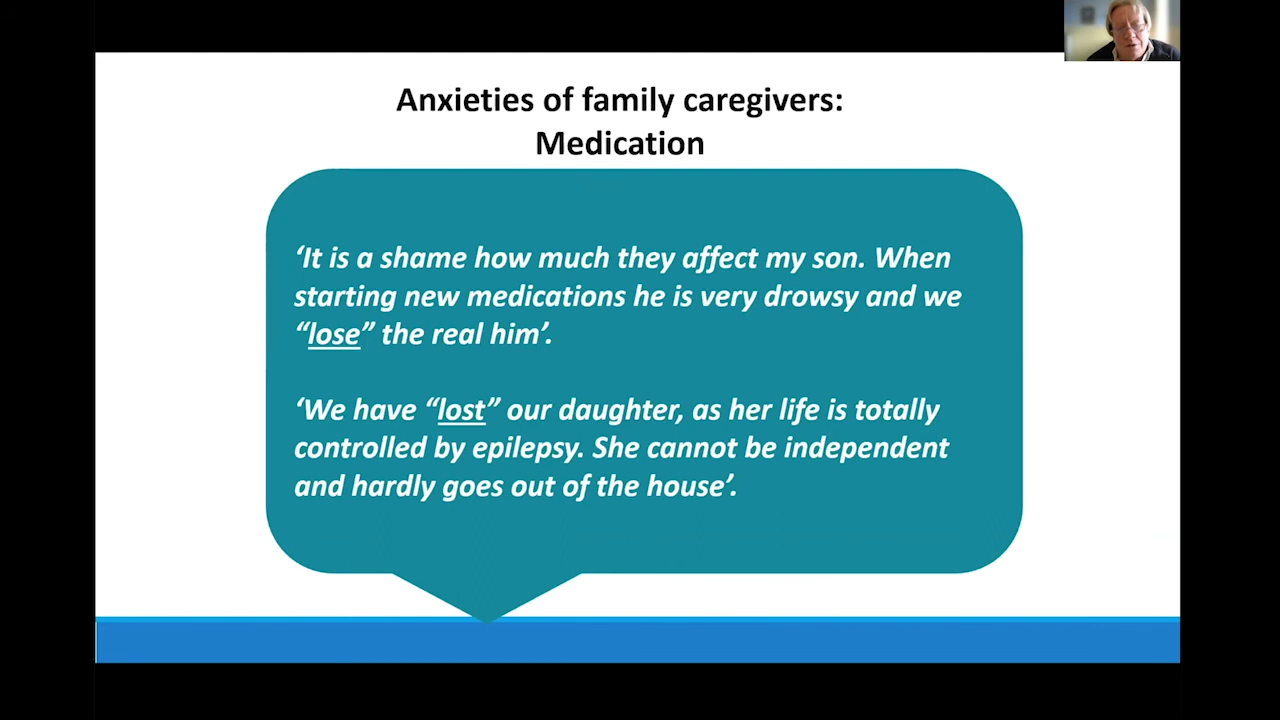 Anxieties of family caregivers:
Medication
‘It is a shame how much they affect my son. When
starting new medications he is very drowsy and we
“lose” the real him’.
‘We have “lost” our daughter, as her life is totally
controlled by epilepsy. She cannot be independent
and hardly goes out of the house’.